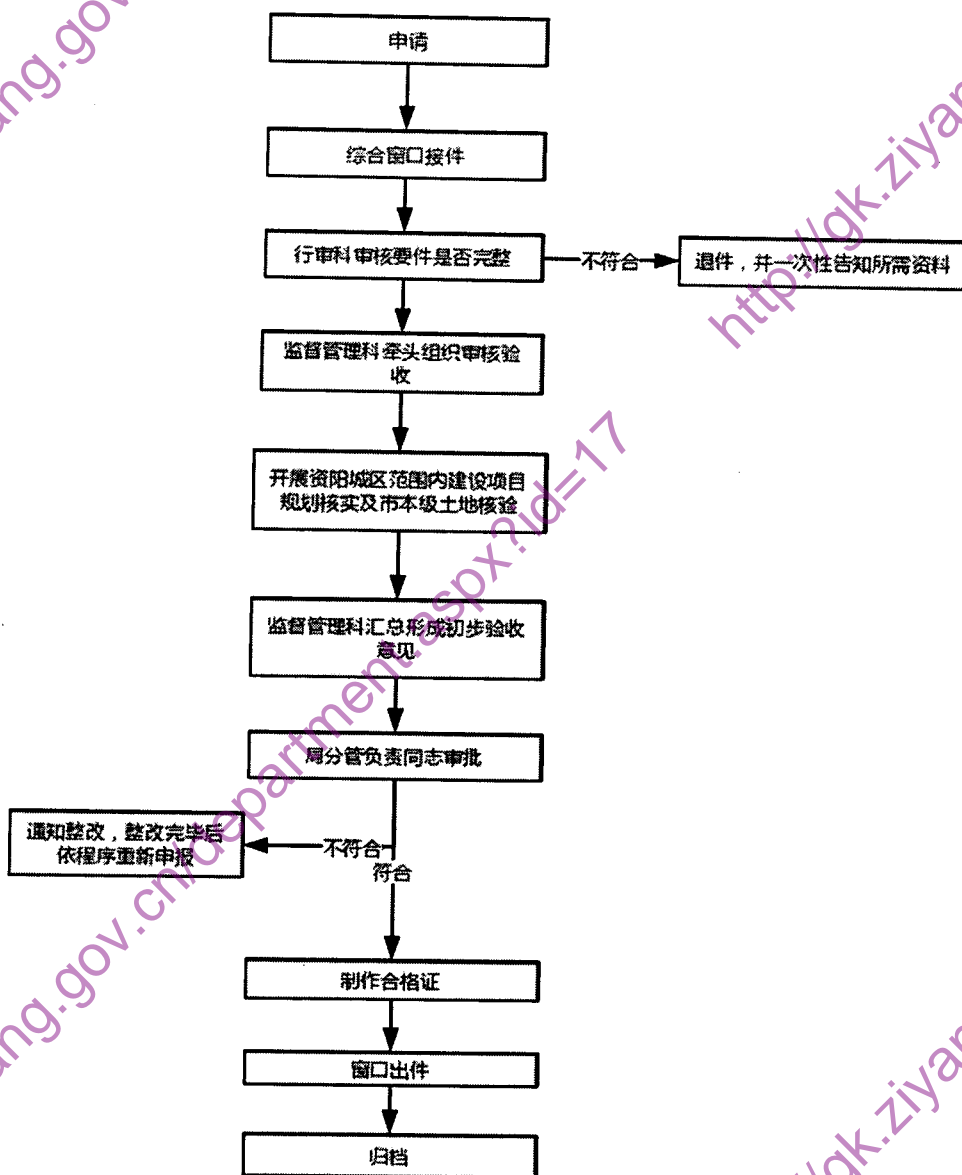 申请
综合窗口接件
行审科审核要件是否完整
不符合
退件，并一次性告知所需资料
监督管理科牵头组织审核验
收
开展资阳城区范围内建设项目
规划核实及市本级土地核验
监督管理科汇总形成初步验收
意见
局分管负责同志审批
通知整改，整改完毕后
依程序重新申报
不符合
符合
制作合格证
窗口出件
归档
ang.gov
http://gk.ziyan
ang.gov.cn/department.aspx?id=17
gk.ziyan